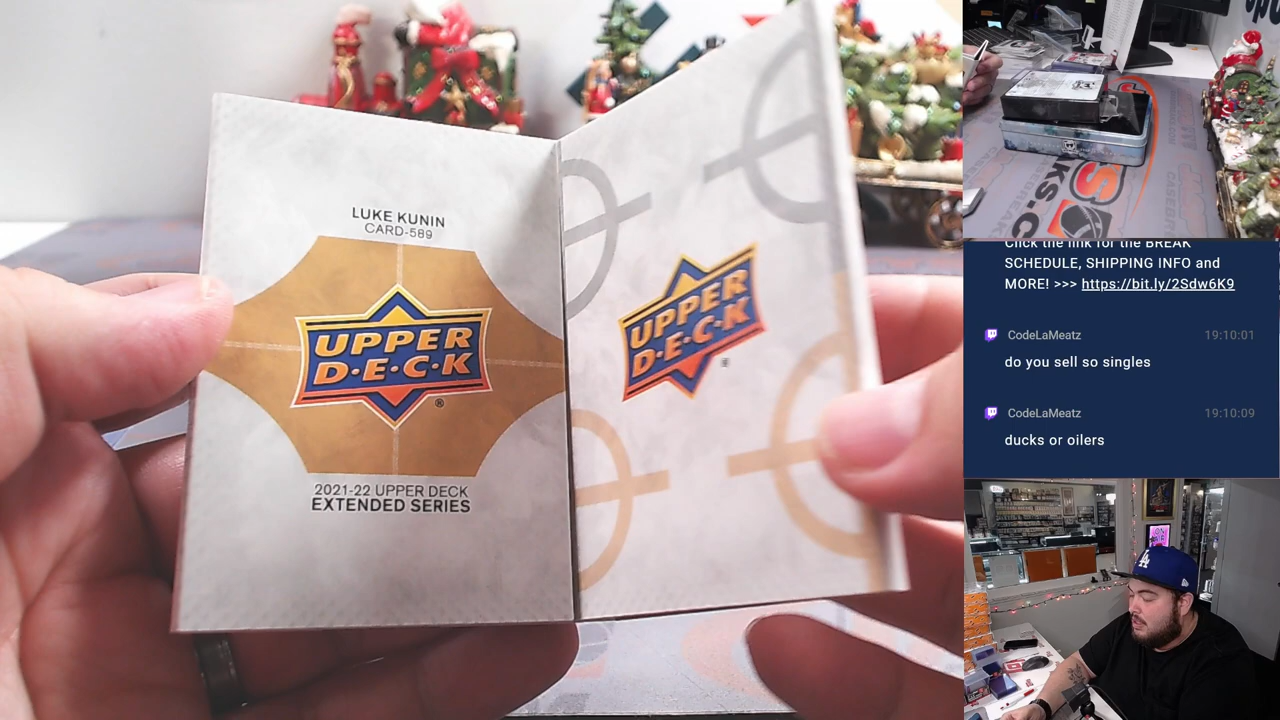 LUKE KUNIN
CARD-589
UPPER
D·E·C·K
®
2021-22 UPPER DECK
EXTENDED SERIES
UPPER
D·E·C·K
®
Click the link for the BREAK
SCHEDULE, SHIPPING INFO and
MORE! >>> https://bit.ly/2Sdw6K9
CodeLaMeatz 19:10:01
do you sell so singles
CodeLaMeatz 19:10:09
ducks or oilers
LA